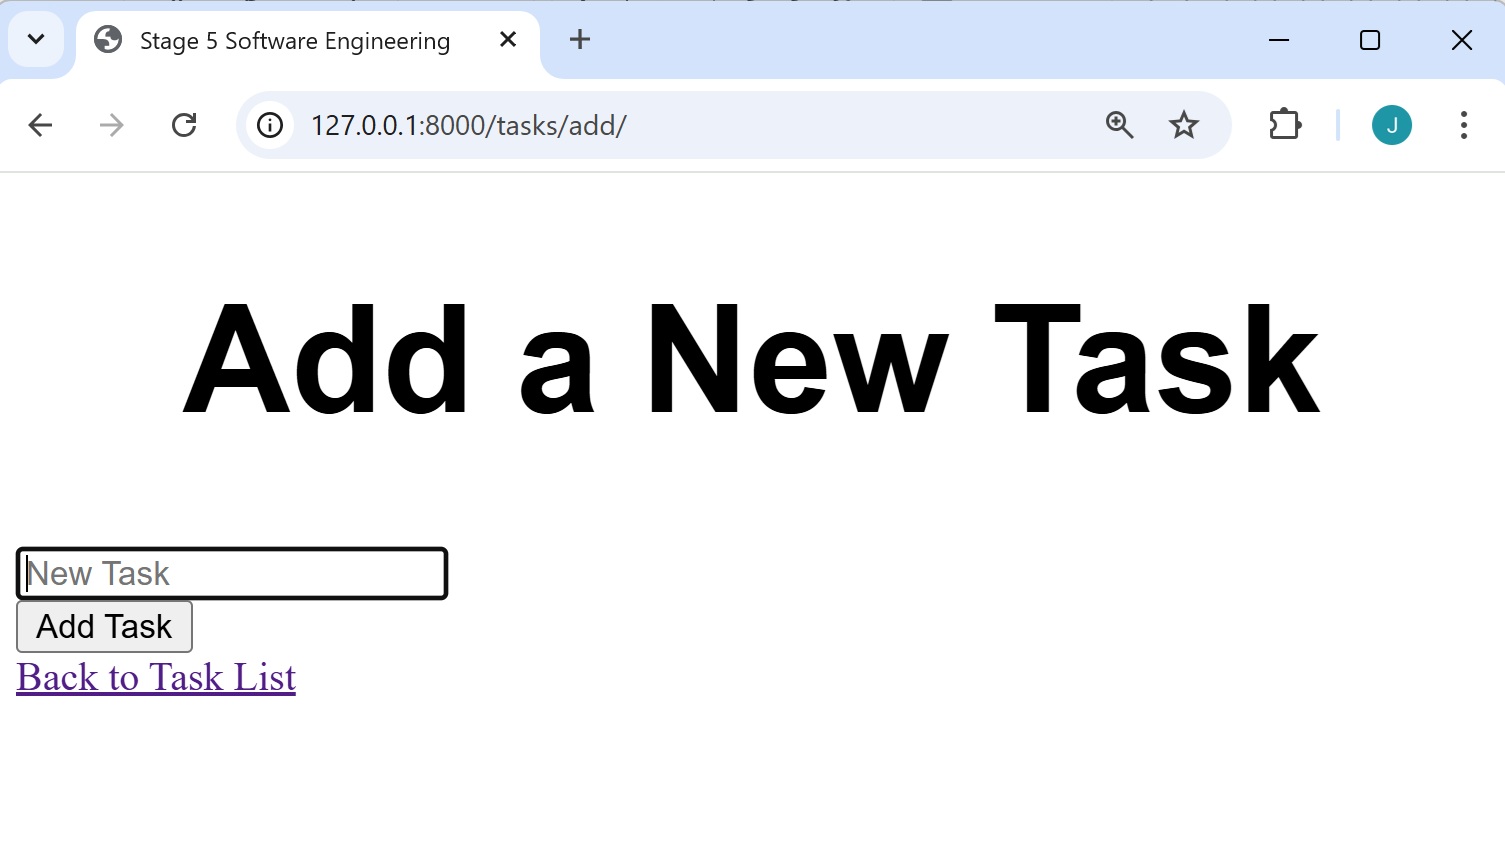 Stage 5 Software Engineering
127.0.0.1:8000/tasks/add/
J
Add a New Task
New Task
Add Task
Back to Task List